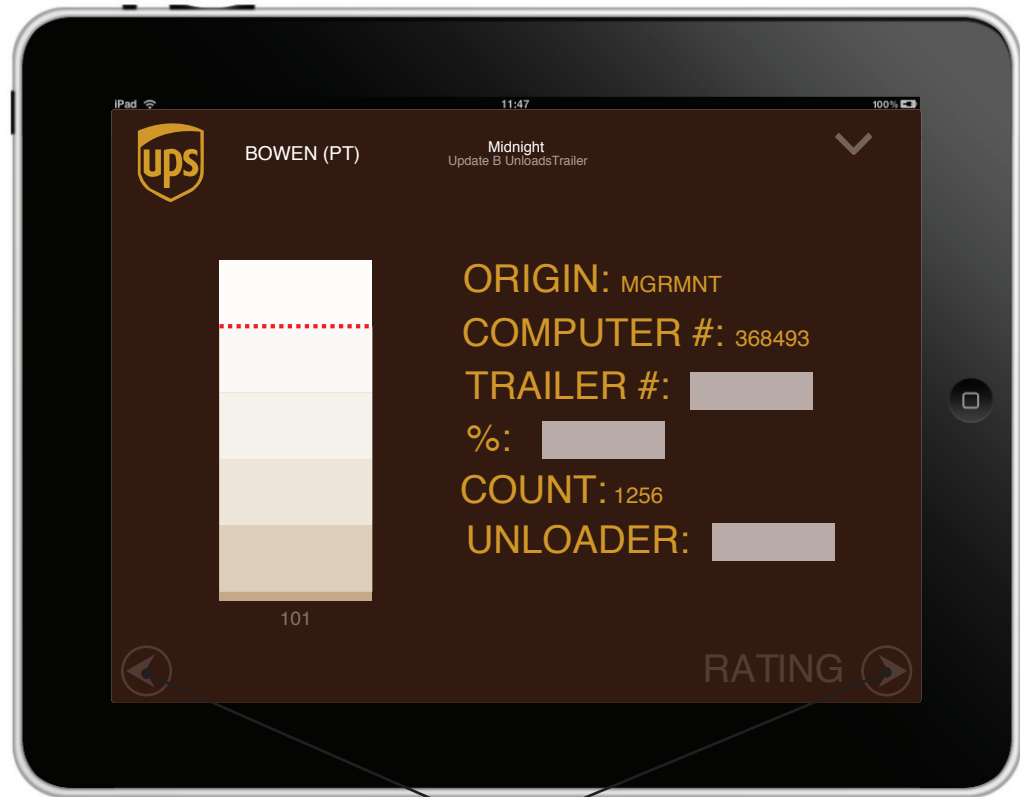 iPad 11:47 100%
ups
BOWEN (PT)
Midnight
Update B UnloadsTrailer
ORIGIN: MGRMNT
COMPUTER #: 368493
TRAILER #:
%:
COUNT: 1256
UNLOADER:
101
RATING